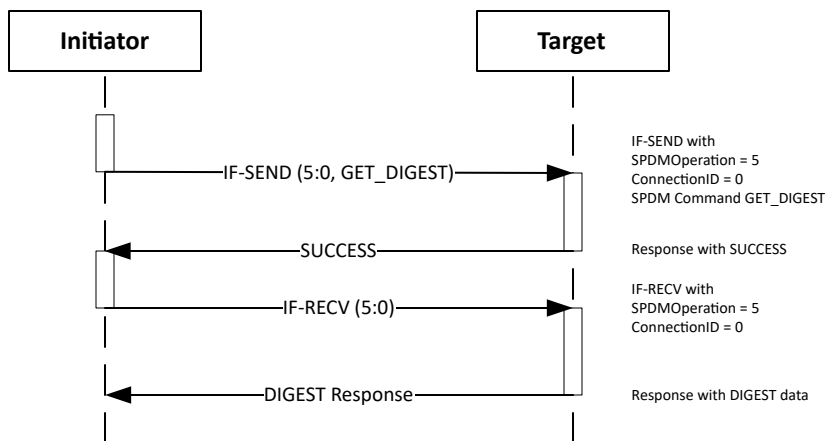 Initiator
Target
IF-SEND (5:0, GET_DIGEST)
IF-SEND with
SPDMOperation = 5
ConnectionID = 0
SPDM Command GET_DIGEST
SUCCESS
Response with SUCCESS
IF-RECV (5:0)
IF-RECV with
SPDMOperation = 5
ConnectionID = 0
DIGEST Response
Response with DIGEST data